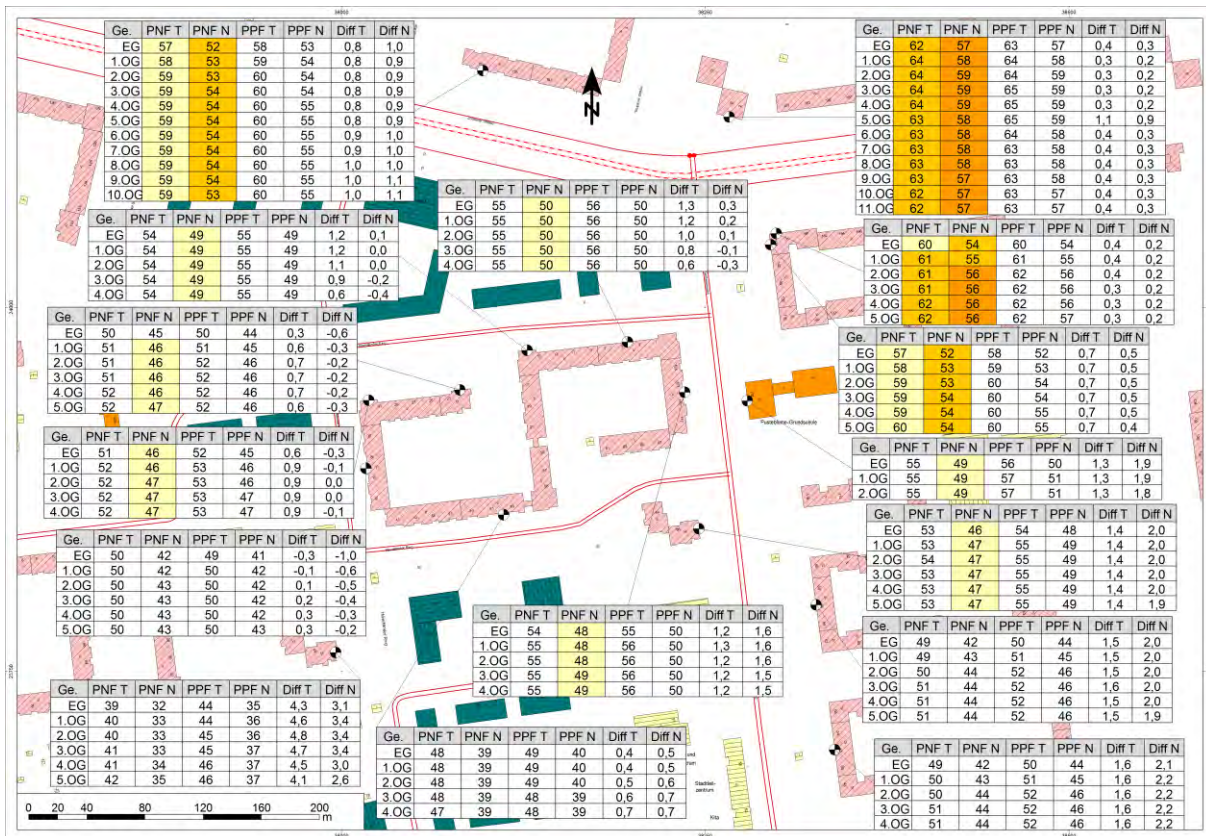 Ge. PNF T PNF N PPF T PPF N Diff T Diff N
EG 57 52 58 53 0,8 1,0
1.OG 58 53 59 54 0,8 0,9
2.OG 59 53 60 54 0,8 0,9
3.OG 59 54 60 54 0,8 0,9
4.OG 59 54 60 55 0,8 0,9
5.OG 59 54 60 55 0,8 0,9
6.OG 59 54 60 55 0,9 1,0
7.OG 59 54 60 55 0,9 1,0
8.OG 59 54 60 55 1,0 1,0
9.OG 59 54 60 55 1,0 1,1
10.OG 59 53 60 55 1,0 1,1
Ge. PNF T PNF N PPF T PPF N Diff T Diff N
EG 62 57 63 57 0,4 0,3
1.OG 64 58 64 58 0,3 0,2
2.OG 64 59 64 59 0,3 0,2
3.OG 64 59 65 59 0,3 0,2
4.OG 64 59 65 59 0,3 0,2
5.OG 63 58 65 59 1,1 0,9
6.OG 63 58 64 58 0,4 0,3
7.OG 63 58 63 58 0,4 0,3
8.OG 63 58 63 58 0,4 0,3
9.OG 63 57 63 58 0,4 0,3
10.OG 62 57 63 57 0,4 0,3
11.OG 62 57 63 57 0,4 0,3
N
Ge. PNF T PNF N PPF T PPF N Diff T Diff N
EG 55 50 56 50 1,3 0,3
1.OG 55 50 56 50 1,2 0,2
2.OG 55 50 56 50 1,0 0,1
3.OG 55 50 56 50 0,8 -0,1
4.OG 55 50 56 50 0,6 -0,3
Ge. PNF T PNF N PPF T PPF N Diff T Diff N
EG 54 49 55 49 1,2 0,1
1.OG 54 49 55 49 1,2 0,0
2.OG 54 49 55 49 1,1 0,0
3.OG 54 49 55 49 0,9 -0,2
4.OG 54 49 55 49 0,6 -0,4
Ge. PNF T PNF N PPF T PPF N Diff T Diff N
EG 60 54 60 54 0,4 0,2
1.OG 61 55 61 55 0,4 0,2
2.OG 61 56 62 56 0,4 0,2
3.OG 61 56 62 56 0,3 0,2
4.OG 62 56 62 56 0,3 0,2
5.OG 62 56 62 57 0,3 0,2
Ge. PNF T PNF N PPF T PPF N Diff T Diff N
EG 50 45 50 44 0,3 -0,6
1.OG 51 46 51 45 0,6 -0,3
2.OG 51 46 52 46 0,7 -0,2
3.OG 51 46 52 46 0,7 -0,2
4.OG 52 46 52 46 0,7 -0,2
5.OG 52 47 52 46 0,6 -0,3
Ge. PNF T PNF N PPF T PPF N Diff T Diff N
EG 57 52 58 52 0,7 0,5
1.OG 58 53 59 53 0,7 0,5
2.OG 59 53 60 54 0,7 0,5
3.OG 59 54 60 54 0,7 0,5
4.OG 59 54 60 55 0,7 0,5
5.OG 60 54 60 55 0,7 0,4
Pusteblume-Grundschule
Ge. PNF T PNF N PPF T PPF N Diff T Diff N
EG 51 46 52 45 0,6 -0,3
1.OG 52 46 53 46 0,9 -0,1
2.OG 52 47 53 46 0,9 0,0
3.OG 52 47 53 47 0,9 0,0
4.OG 52 47 53 47 0,9 -0,1
Ge. PNF T PNF N PPF T PPF N Diff T Diff N
EG 55 49 56 50 1,3 1,9
1.OG 55 49 57 51 1,3 1,9
2.OG 55 49 57 51 1,3 1,8
Ge. PNF T PNF N PPF T PPF N Diff T Diff N
EG 53 46 54 48 1,4 2,0
1.OG 53 47 55 49 1,4 2,0
2.OG 54 47 55 49 1,4 2,0
3.OG 53 47 55 49 1,4 2,0
4.OG 53 47 55 49 1,4 2,0
5.OG 53 47 55 49 1,4 1,9
Ge. PNF T PNF N PPF T PPF N Diff T Diff N
EG 50 42 49 41 -0,3 -1,0
1.OG 50 42 50 42 -0,1 -0,6
2.OG 50 43 50 42 0,1 -0,5
3.OG 50 43 50 42 0,2 -0,4
4.OG 50 43 50 42 0,3 -0,3
5.OG 50 43 50 43 0,3 -0,2
Ge. PNF T PNF N PPF T PPF N Diff T Diff N
EG 54 48 55 50 1,2 1,6
1.OG 55 48 56 50 1,3 1,6
2.OG 55 48 56 50 1,2 1,6
3.OG 55 49 56 50 1,2 1,5
4.OG 55 49 56 50 1,2 1,5
Ge. PNF T PNF N PPF T PPF N Diff T Diff N
EG 49 42 50 44 1,5 2,0
1.OG 49 43 51 45 1,5 2,0
2.OG 50 44 52 46 1,5 2,0
3.OG 51 44 52 46 1,6 2,0
4.OG 51 44 52 46 1,5 2,0
5.OG 51 44 52 46 1,5 1,9
Ge. PNF T PNF N PPF T PPF N Diff T Diff N
EG 39 32 44 35 4,3 3,1
1.OG 40 33 44 36 4,6 3,4
2.OG 40 33 45 36 4,8 3,4
3.OG 41 33 45 37 4,7 3,4
4.OG 41 34 46 37 4,5 3,0
5.OG 42 35 46 37 4,1 2,6
Ge. PNF T PNF N PPF T PPF N Diff T Diff N
EG 48 39 49 40 0,4 0,5
1.OG 48 39 49 40 0,4 0,5
2.OG 48 39 49 40 0,5 0,6
3.OG 48 39 48 39 0,6 0,7
4.OG 47 39 48 39 0,7 0,7
Kita
Ge. PNF T PNF N PPF T PPF N Diff T Diff N
EG 49 42 50 44 1,6 2,1
1.OG 50 43 51 45 1,6 2,2
2.OG 50 44 52 46 1,6 2,2
3.OG 51 44 52 46 1,6 2,2
4.OG 51 44 52 46 1,6 2,2
0 20 40 80 120 160 200
m